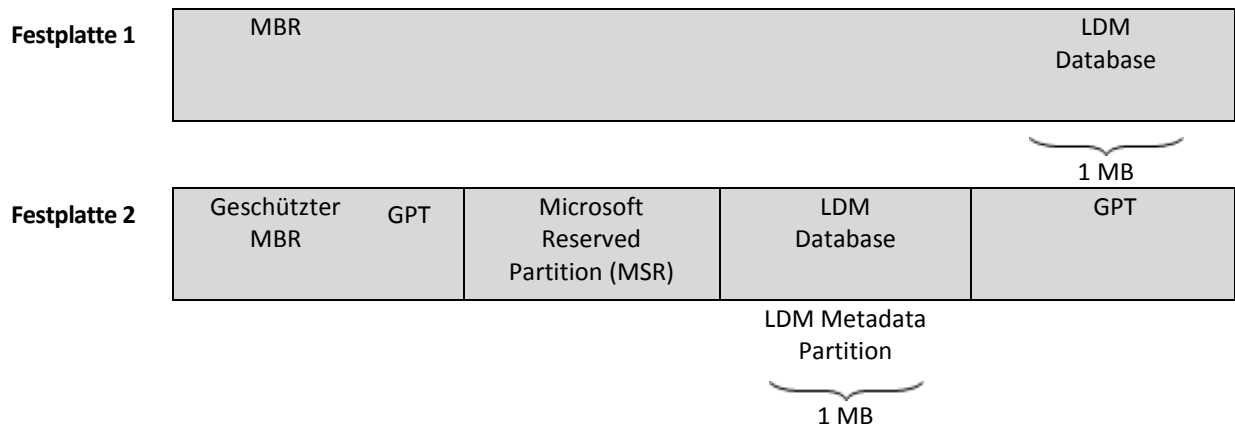 Festplatte 1
MBR
LDM
Database
1 MB
Festplatte 2
Geschützter
MBR
GPT
Microsoft
Reserved
Partition (MSR)
LDM
Database
GPT
LDM Metadata
Partition
1 MB